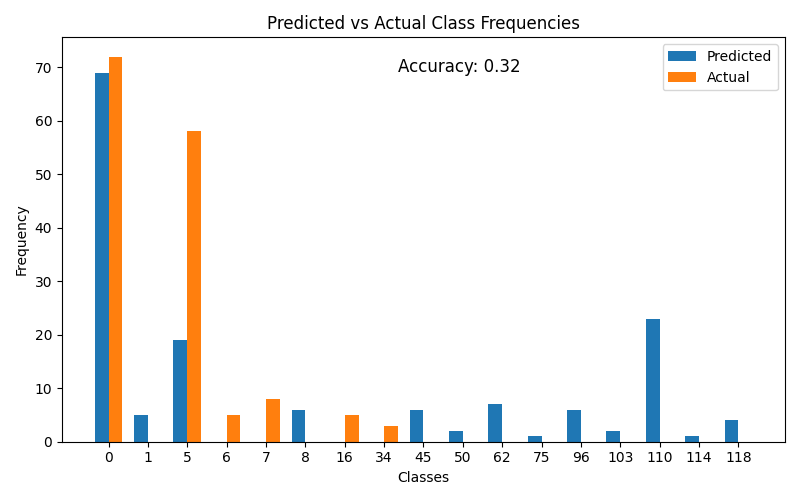 Predicted vs Actual Class Frequencies
Accuracy: 0.32
Predicted
Actual
Frequency
70
60
50
40
30
20
10
0
0 1 5 6 7 8 16 34 45 50 62 75 96 103 110 114 118
Classes